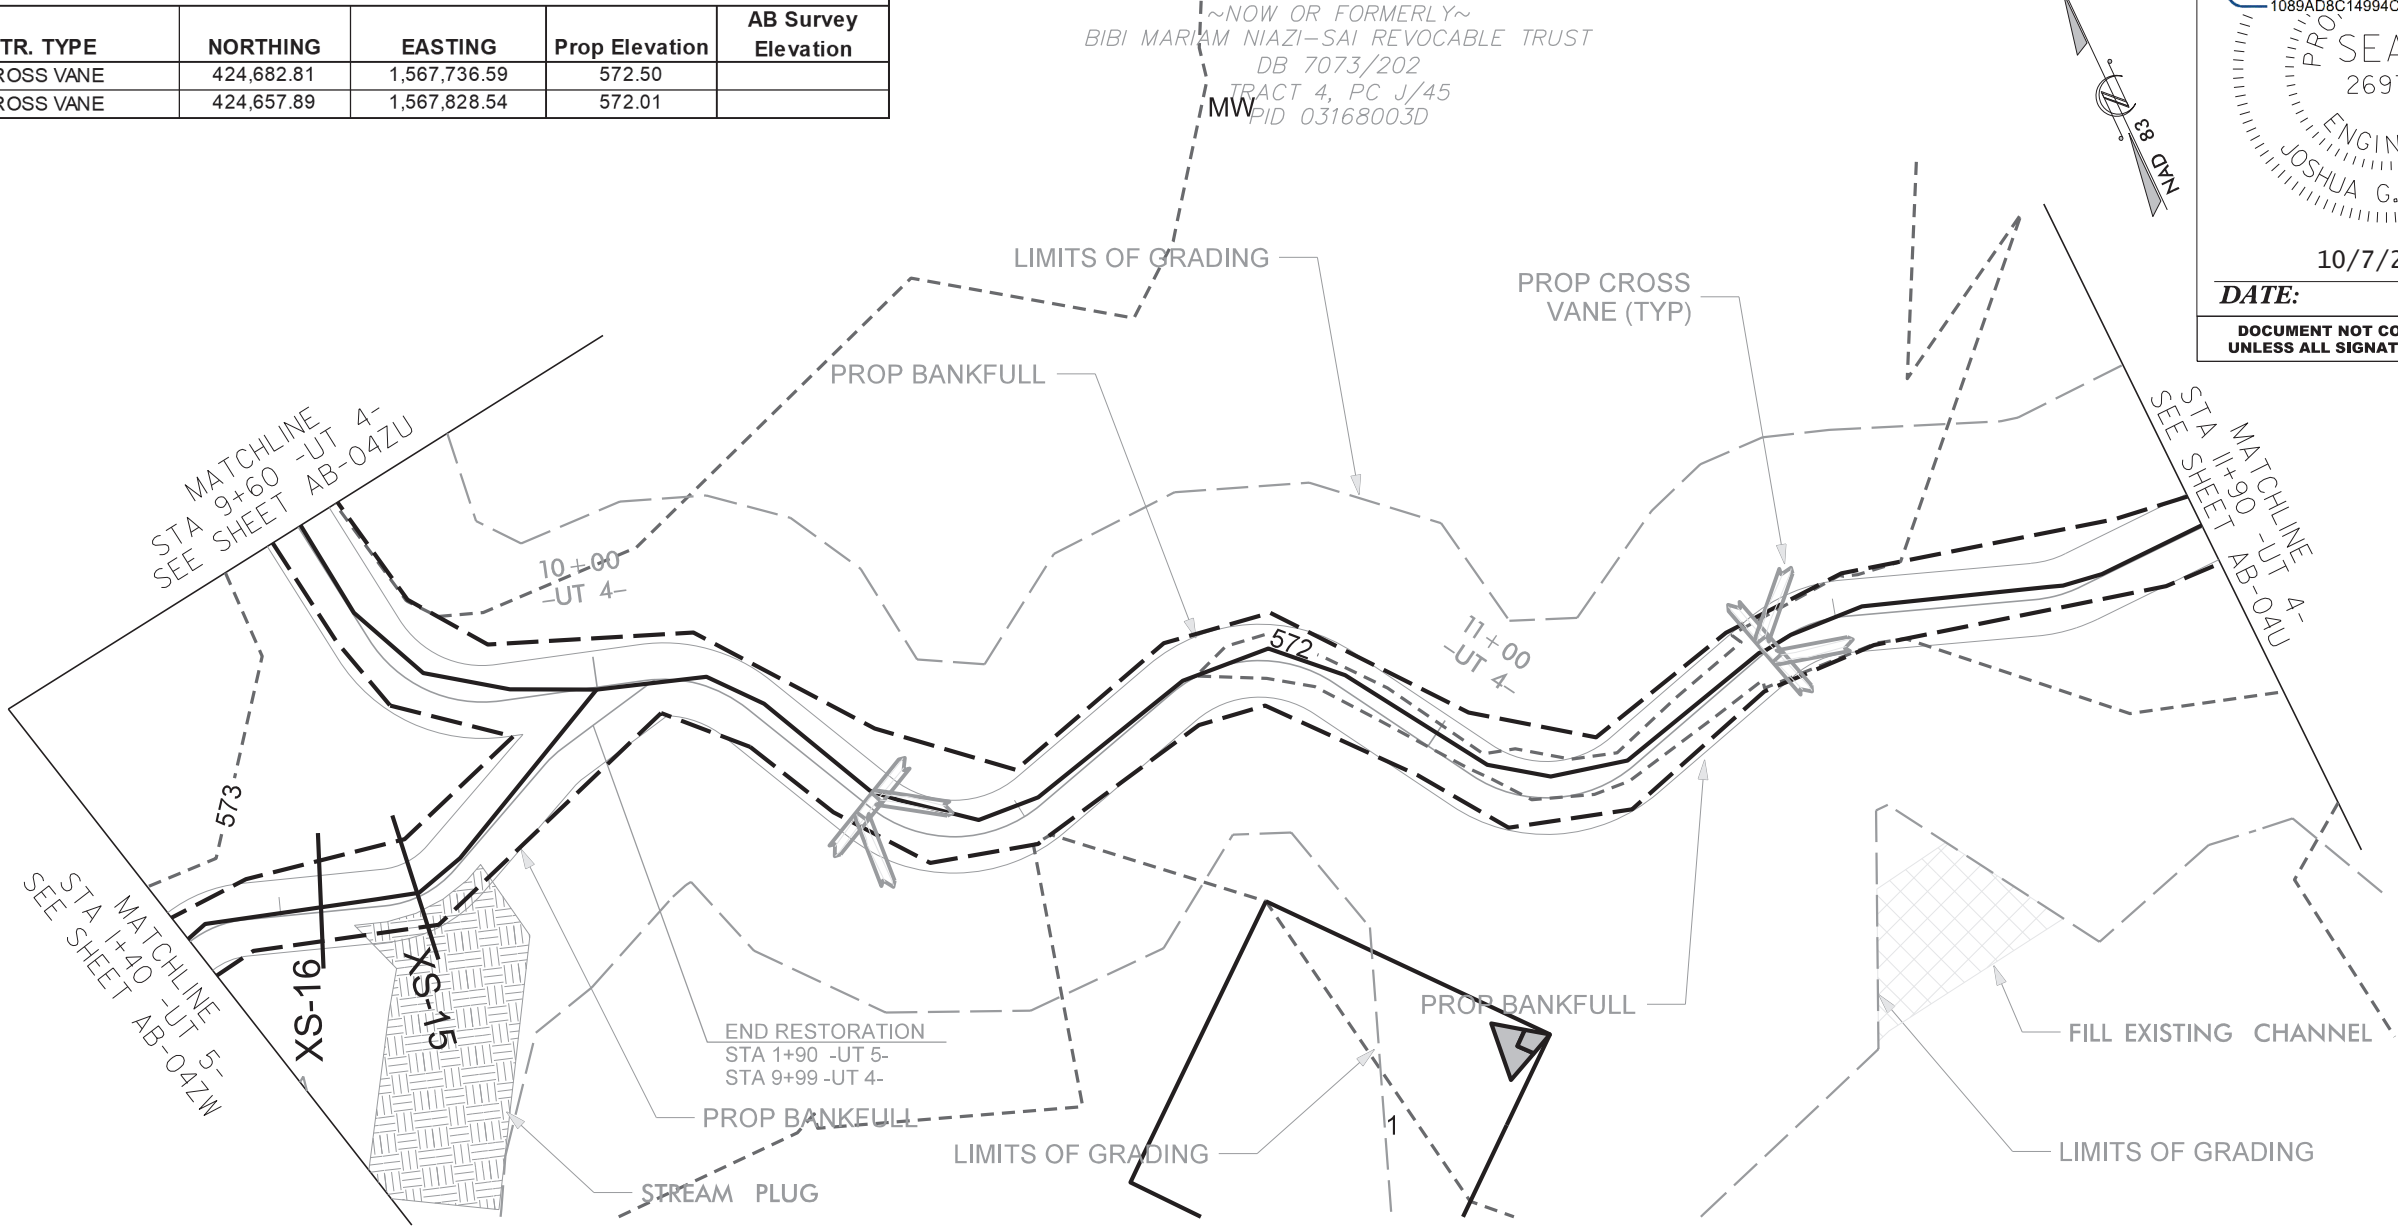 TR. TYPE NORTHING EASTING Prop Elevation AB Survey Elevation
ROSS VANE 424,682.81 1,567,736.59 572.50
ROSS VANE 424,657.89 1,567,828.54 572.01
~NOW OR FORMERLY~
BIBI MARIAM NIAZI-SAI REVOCABLE TRUST
DB 7073/202
TRACT 4, PC J/45
PID 03168003D
MW
NAD 83
1089AD8C14994C
PRO
SEA
269
ENGIN
JOSHUA G.
10/7/2
DATE:
DOCUMENT NOT CO
UNLESS ALL SIGNAT
LIMITS OF GRADING
PROP CROSS
VANE (TYP)
PROP BANKFULL
MATCHLINE
STA 9+60 -UT 4-
SEE SHEET AB-04ZU
MATCHLINE
STA 11+90 -UT 4-
SEE SHEET AB-04U
10+00
-UT 4-
572
11+00
-UT 4-
573
MATCHLINE
STA 1+40 -UT 5-
SEE SHEET AB-04ZW
XS-16
XS-15
END RESTORATION
STA 1+90 -UT 5-
STA 9+99 -UT 4-
PROP BANKFULL
STREAM PLUG
LIMITS OF GRADING
1
PROP BANKFULL
FILL EXISTING CHANNEL
LIMITS OF GRADING